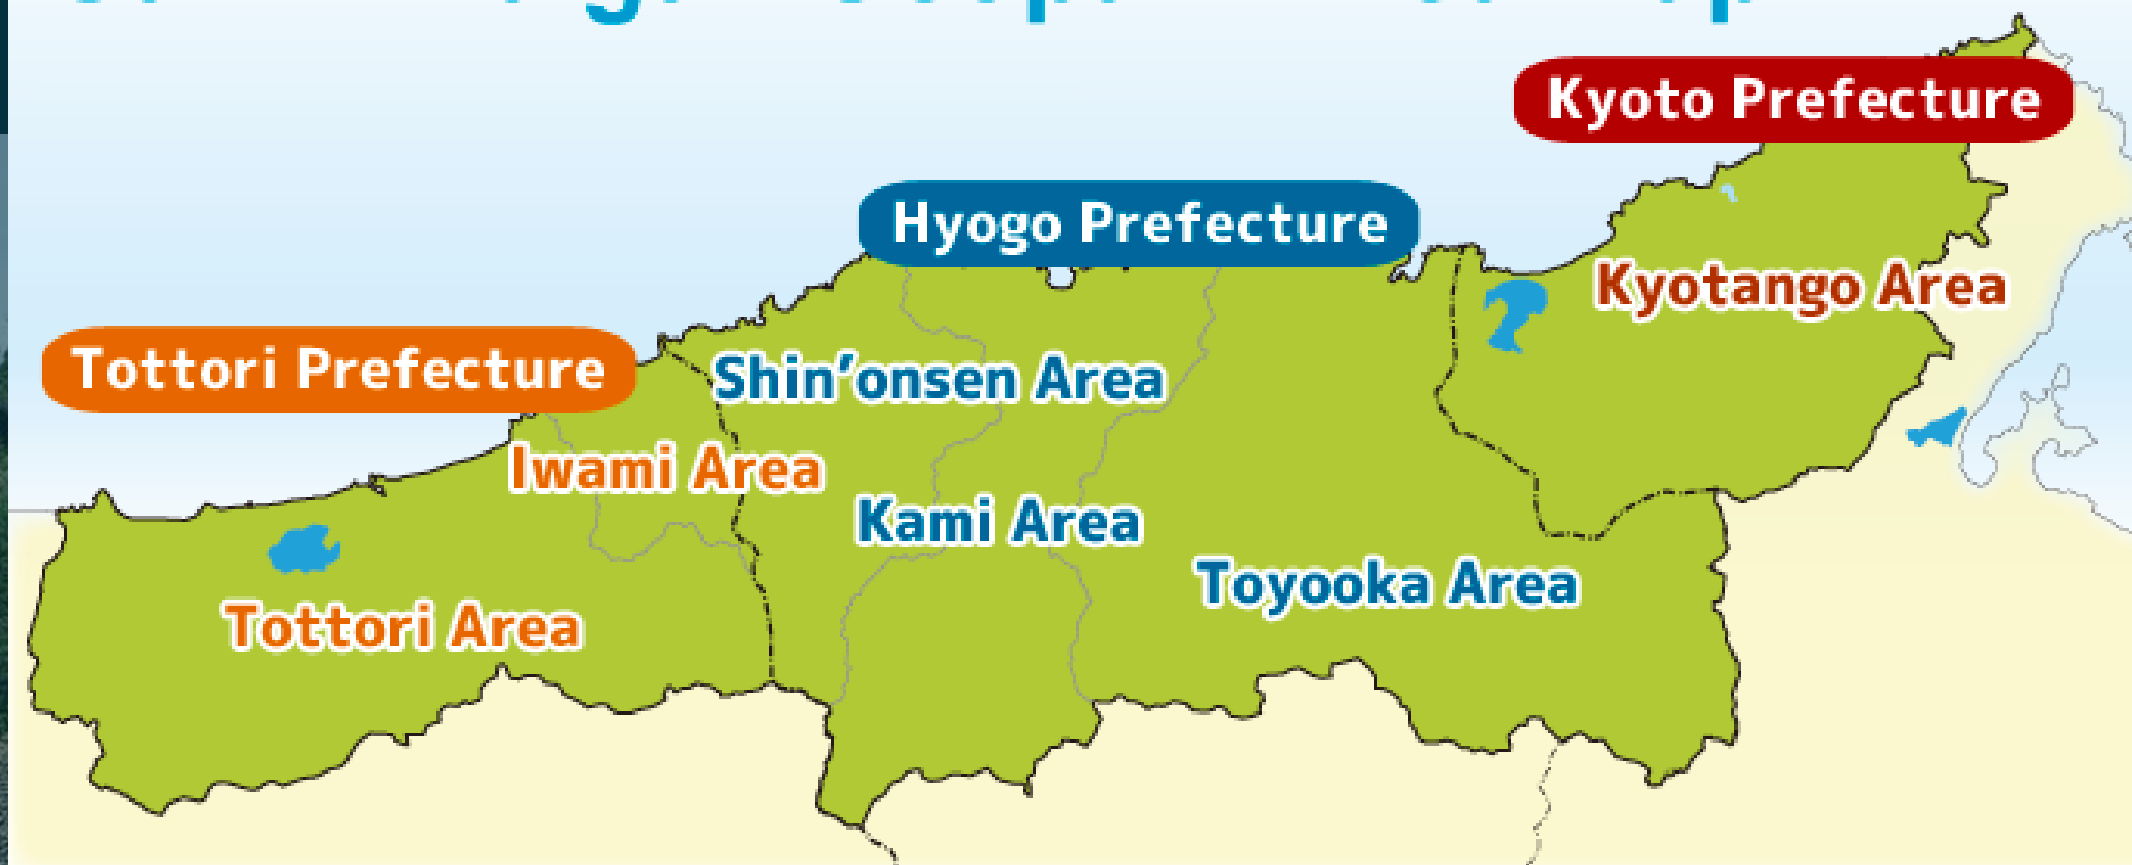 Kyoto Prefecture
Hyogo Prefecture
Kyotango Area
Tottori Prefecture
Shin’onsen Area
Iwami Area
Kami Area
Toyooka Area
Tottori Area